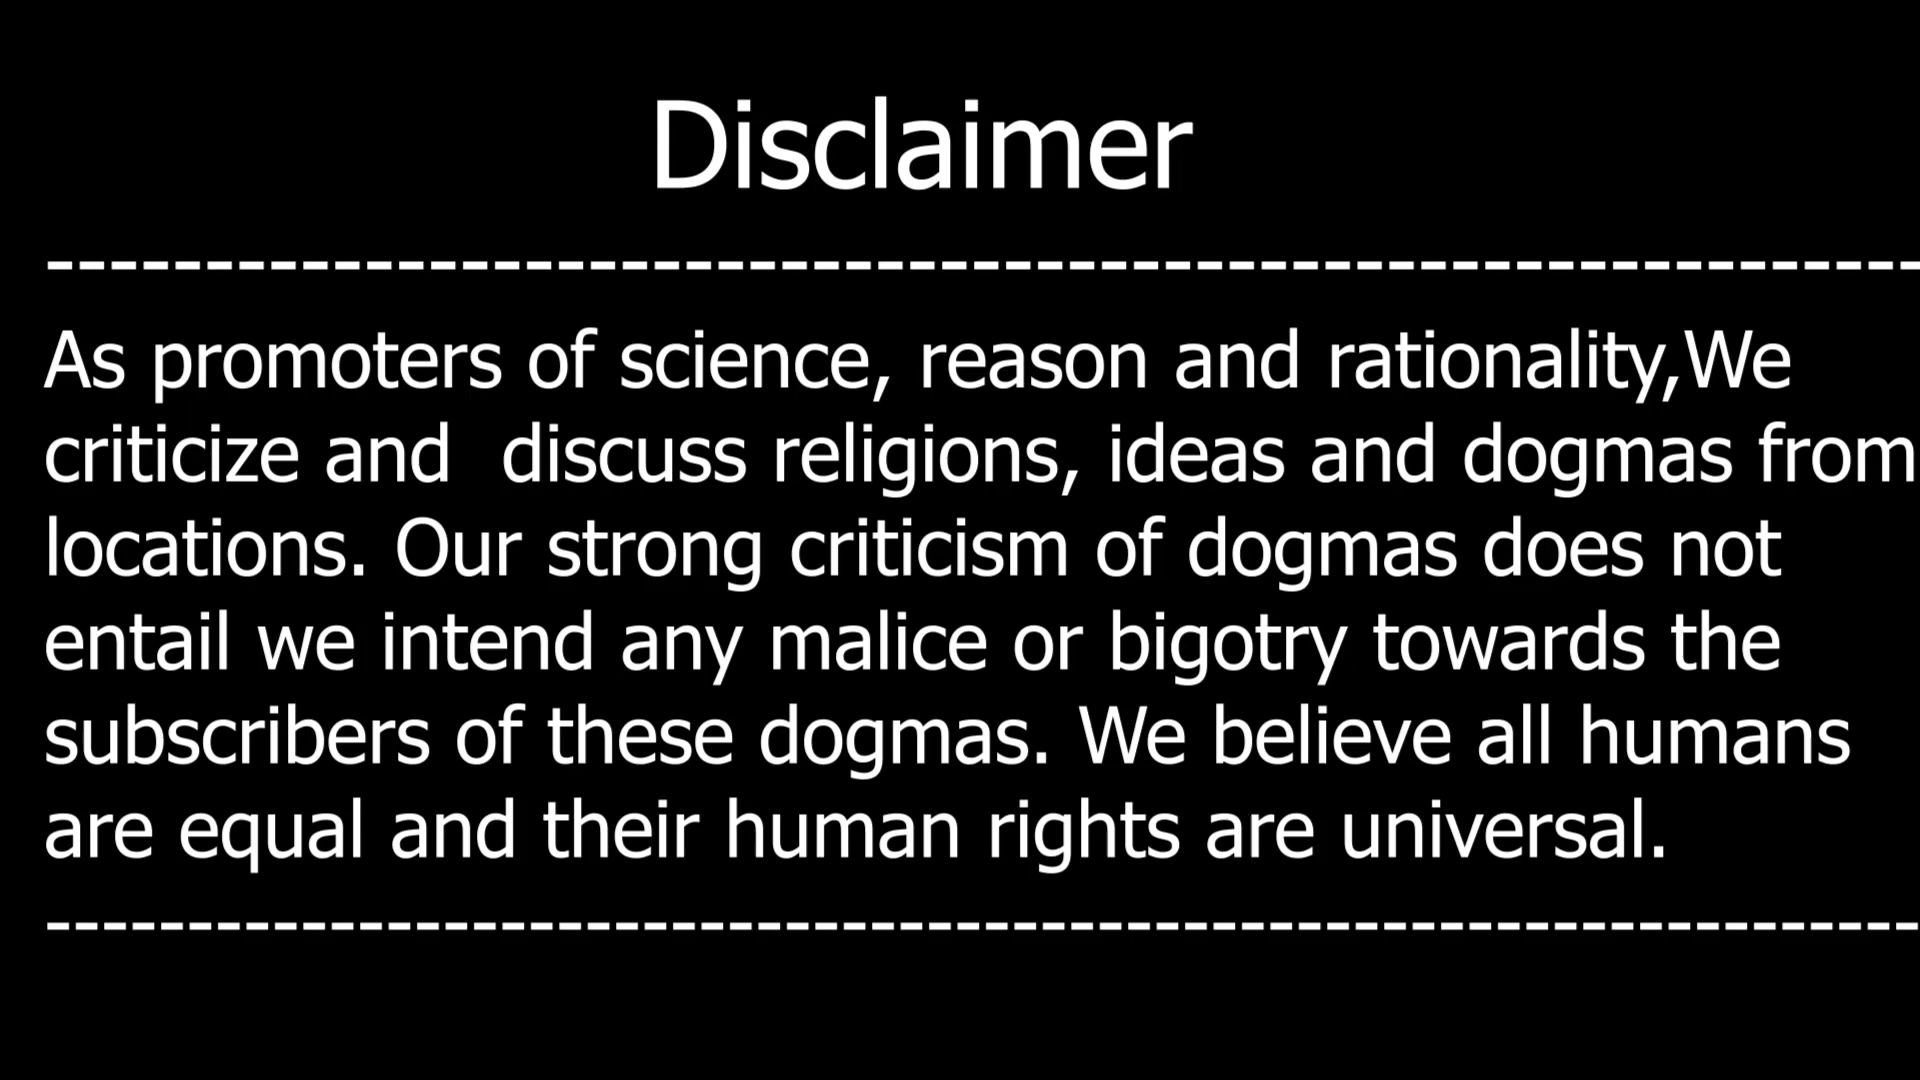 Disclaimer
-----------------------------------------------------------
As promoters of science, reason and rationality,We
criticize and  discuss religions, ideas and dogmas from
locations. Our strong criticism of dogmas does not
entail we intend any malice or bigotry towards the
subscribers of these dogmas. We believe all humans
are equal and their human rights are universal.
------------------------------------------------------------------